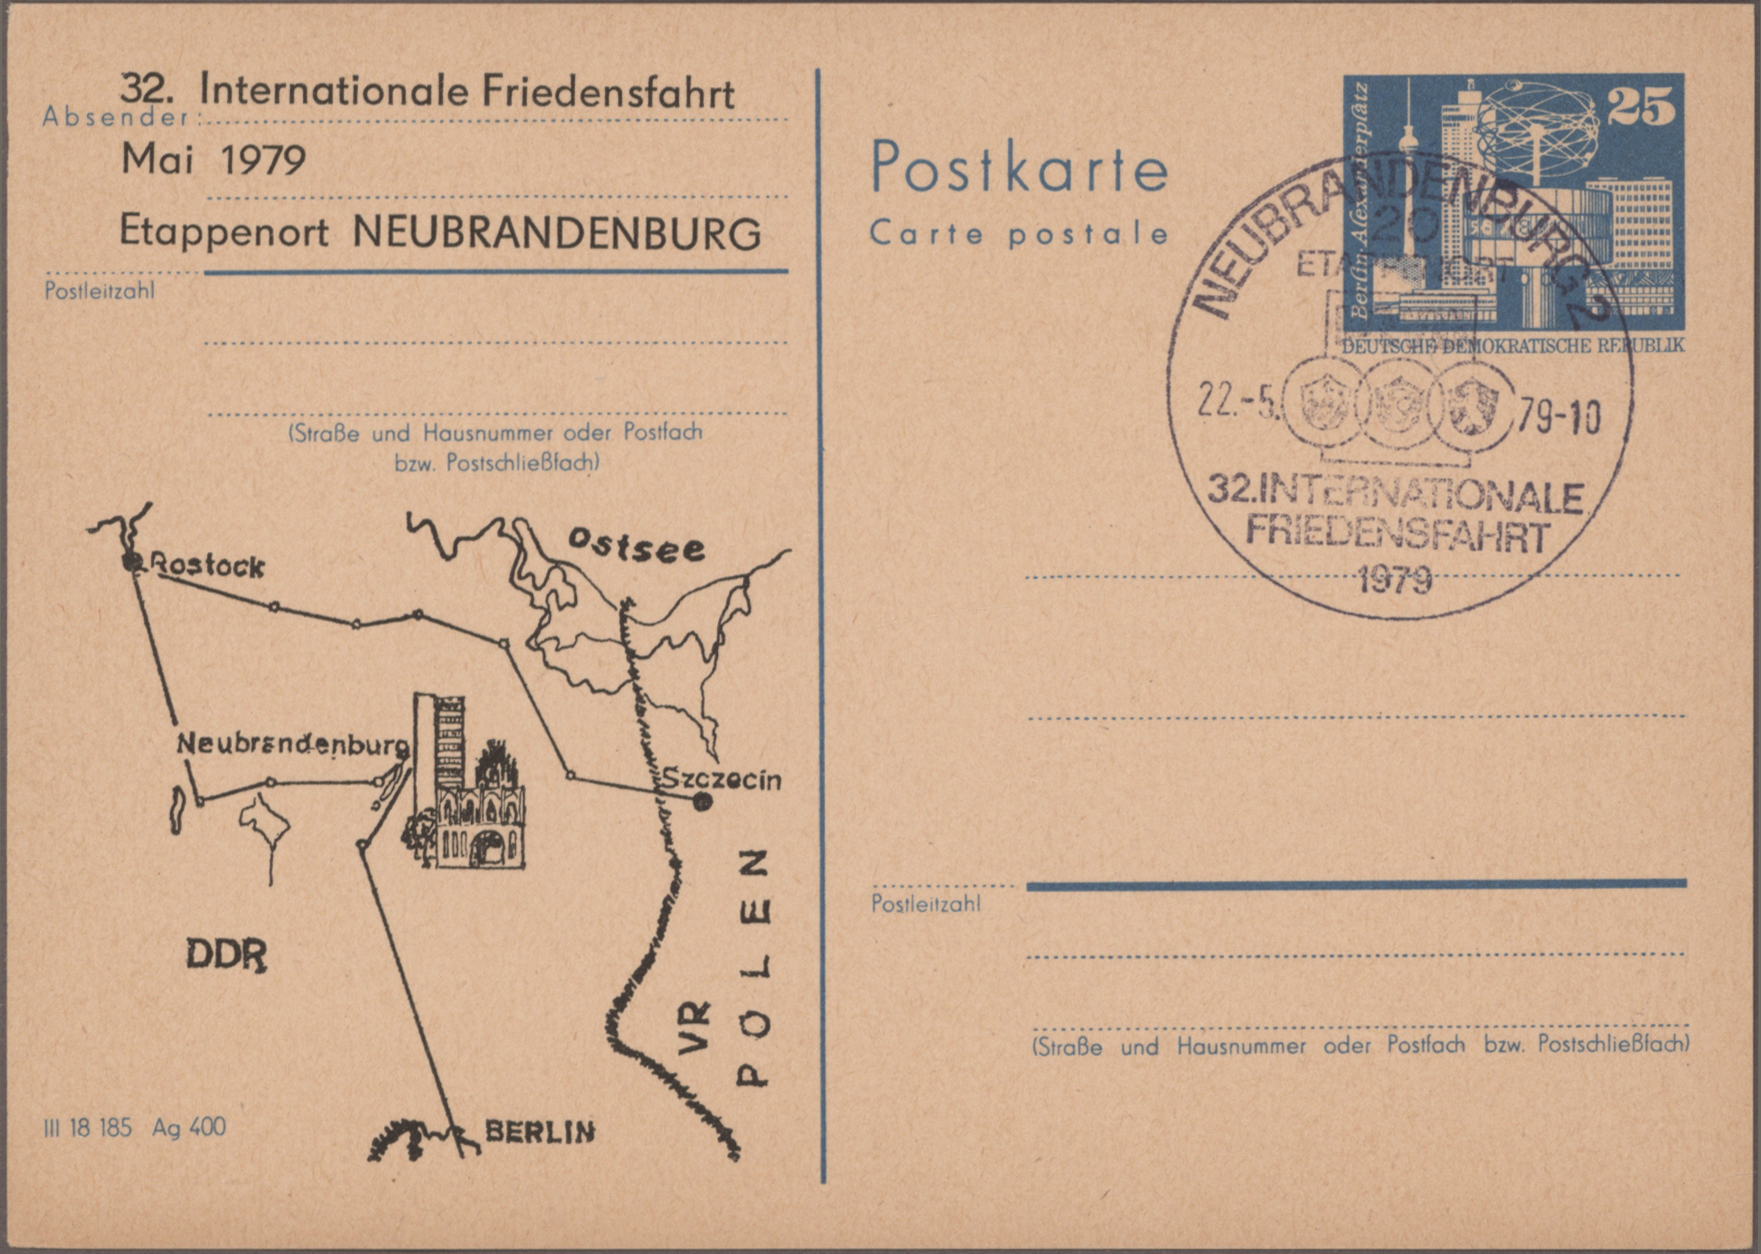 32. Internationale Friedensfahrt
Absender:
Mai 1979
Etappenort NEUBRANDENBURG
Postleitzahl
(Straße und Hausnummer oder Postfach
bzw. Postschließfach)
Ostsee
Rostock
Neubrandenburg
Szczecin
DDR
VR
POLEN
BERLIN
III 18 185 Ag 400
Postkarte
Carte postale
25
Berlin-Alexanderplatz
DEUTSCHE DEMOKRATISCHE REPUBLIK
NEUBRANDENBURG 2
20
ETAPPENORT
22.-5.79-10
32.INTERNATIONALE
FRIEDENSFAHRT
1979
Postleitzahl
(Straße und Hausnummer oder Postfach bzw. Postschließfach)